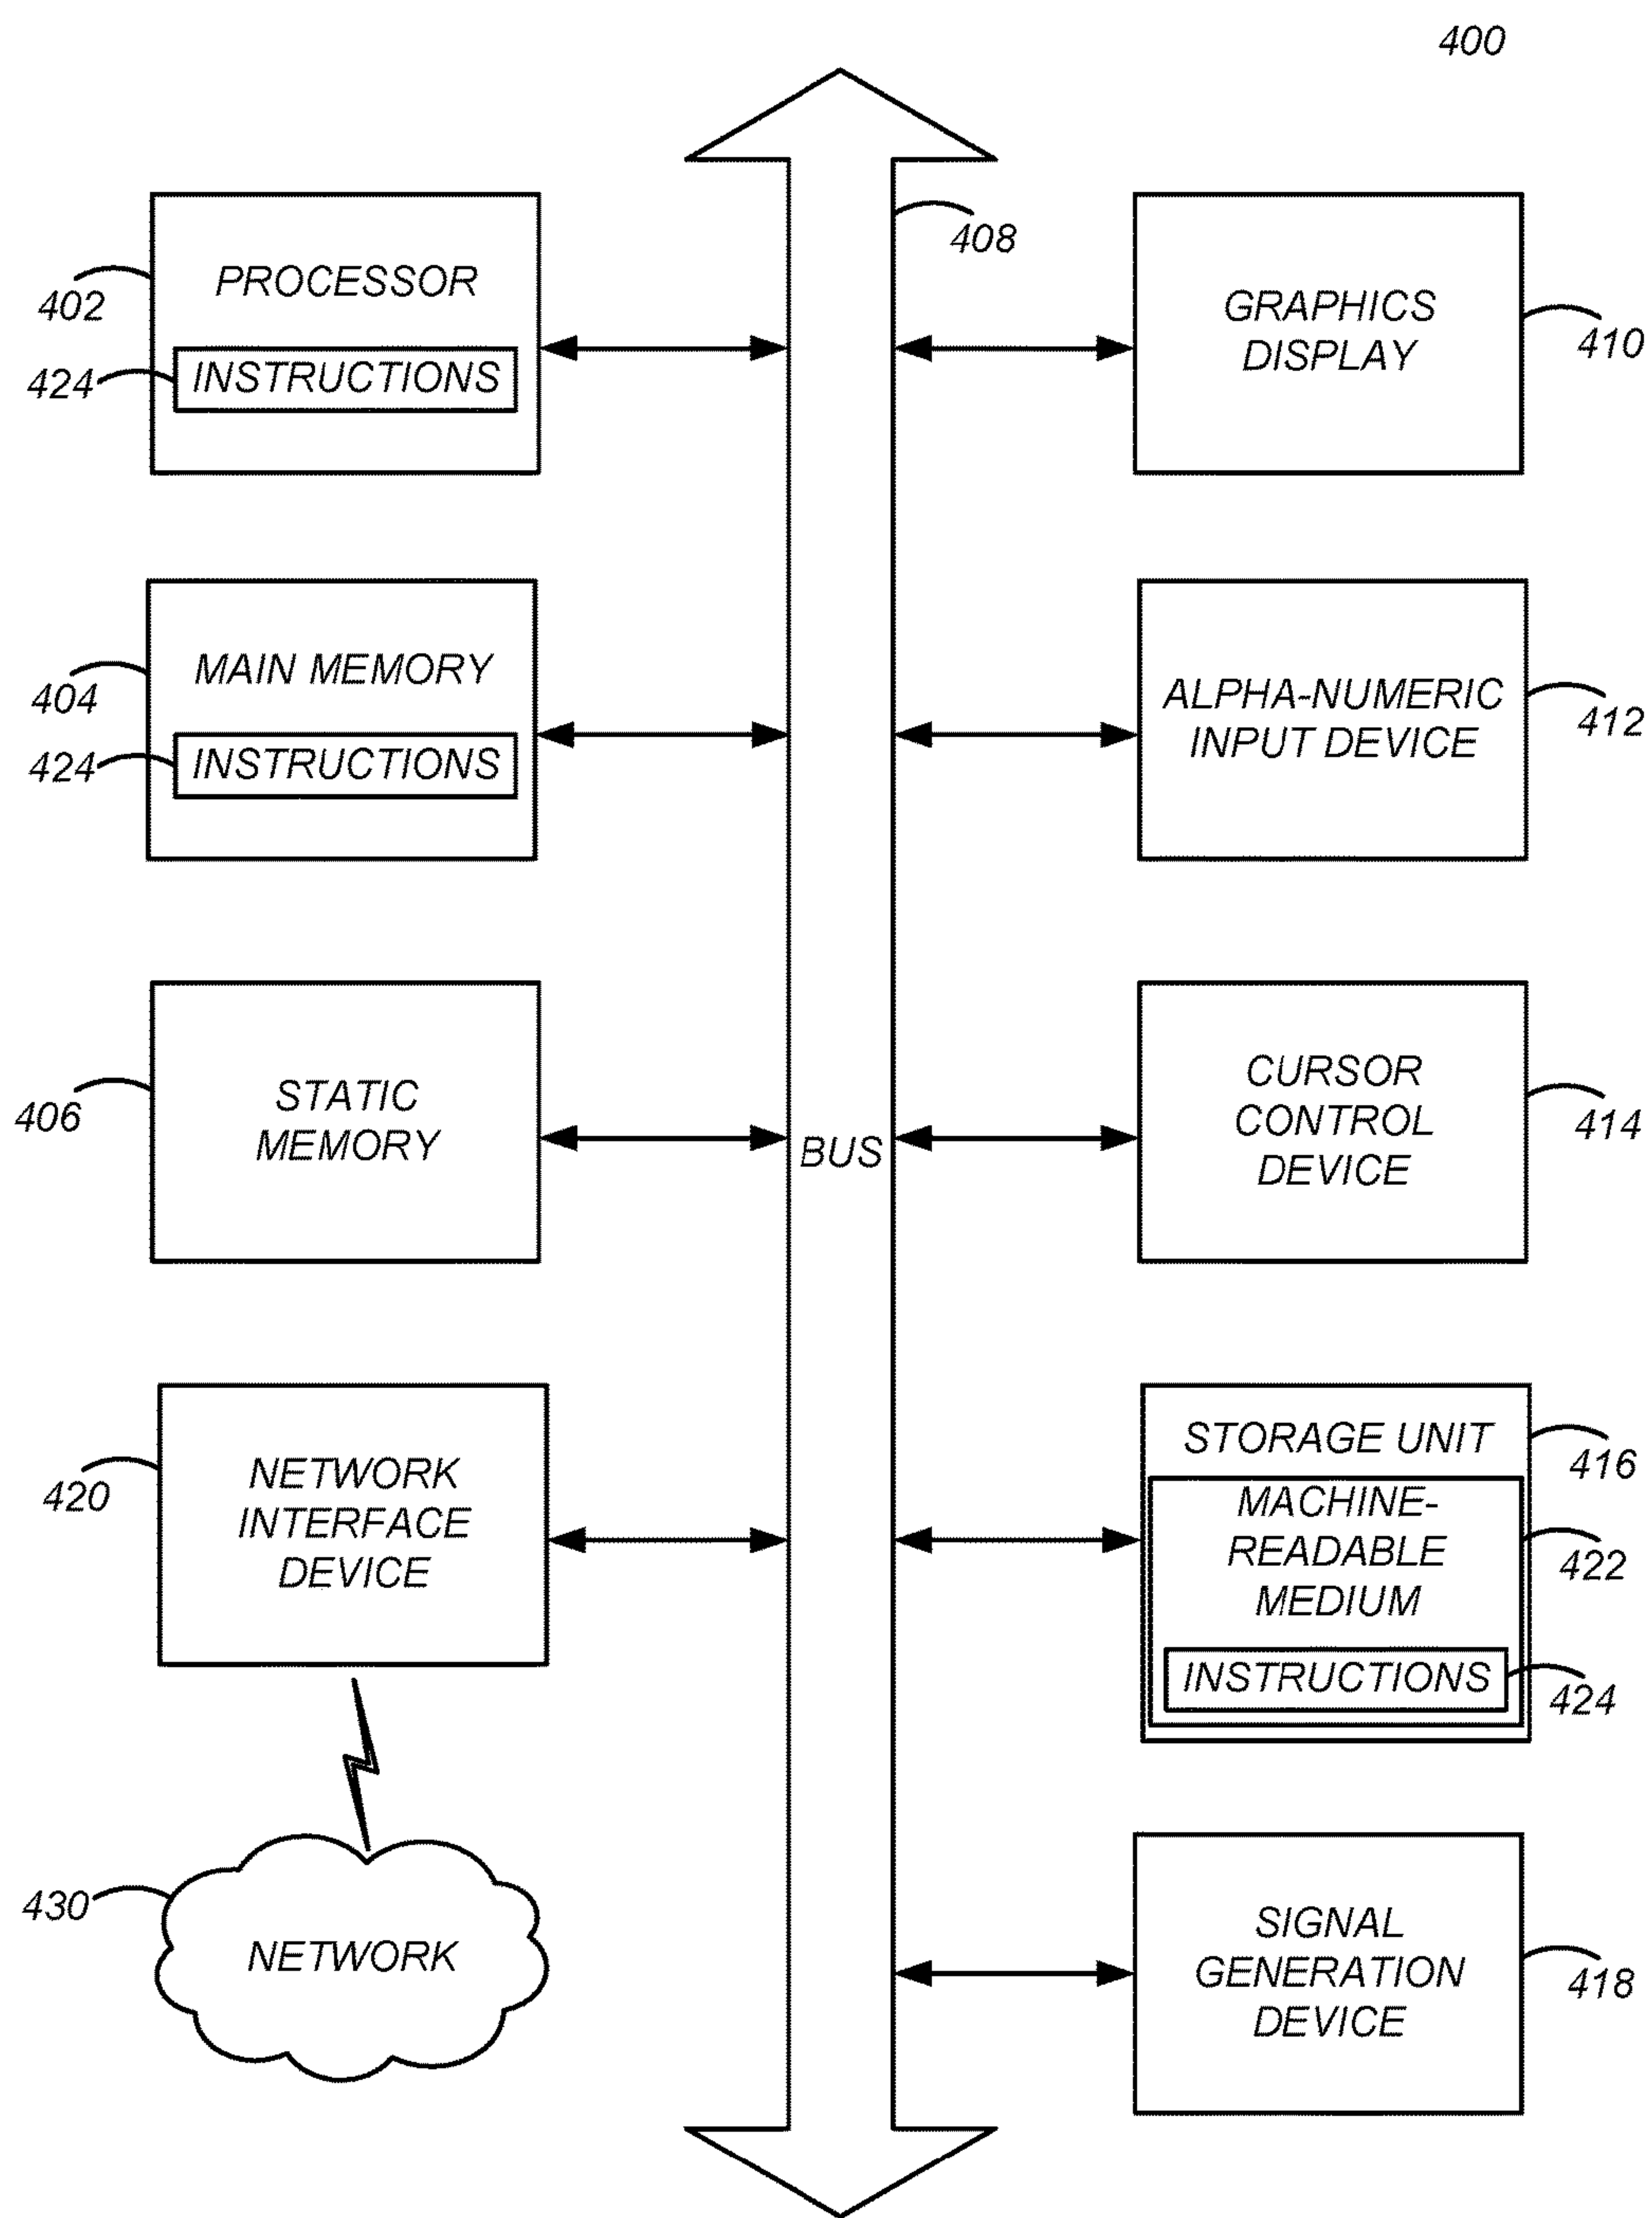 400
408
PROCESSOR
402
INSTRUCTIONS
424
GRAPHICS
DISPLAY
410
MAIN MEMORY
404
INSTRUCTIONS
424
ALPHA-NUMERIC
INPUT DEVICE
412
STATIC
MEMORY
406
BUS
CURSOR
CONTROL
DEVICE
414
NETWORK
INTERFACE
DEVICE
420
STORAGE UNIT
416
MACHINE-
READABLE
MEDIUM
422
INSTRUCTIONS
424
430
NETWORK
SIGNAL
GENERATION
DEVICE
418